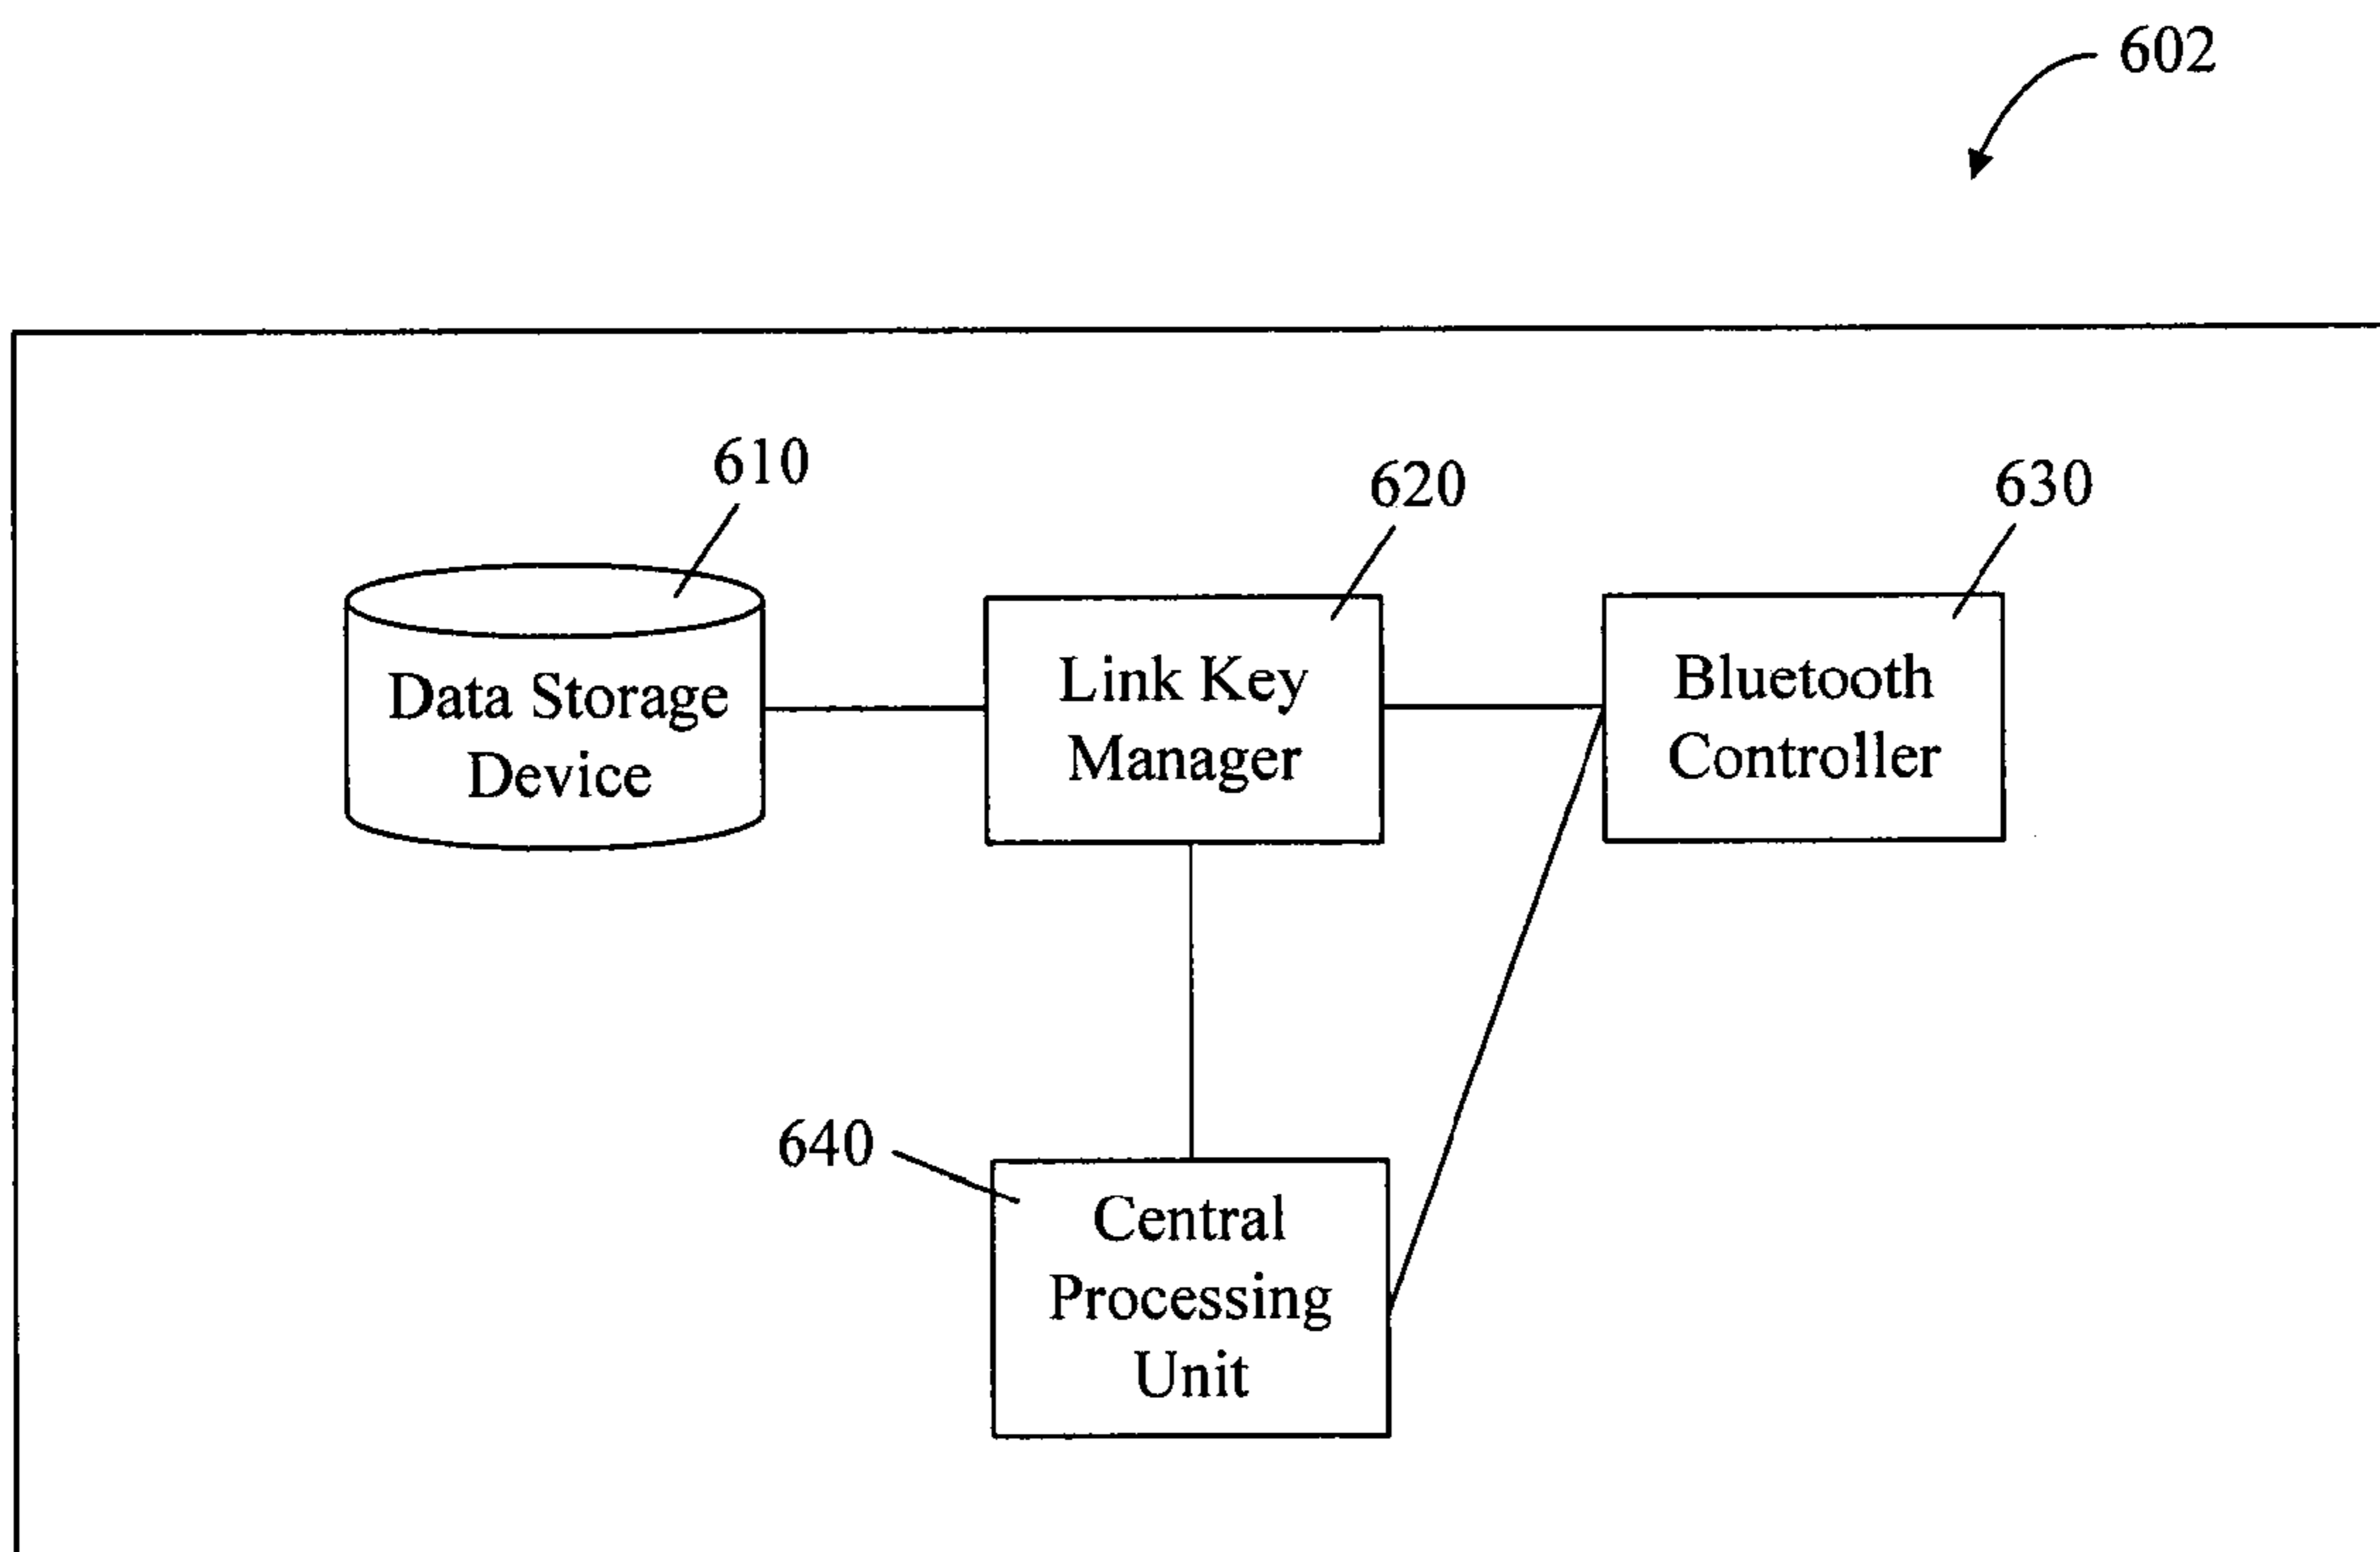 602
610
620
630
Data Storage
Device
Link Key
Manager
Bluetooth
Controller
640
Central
Processing
Unit